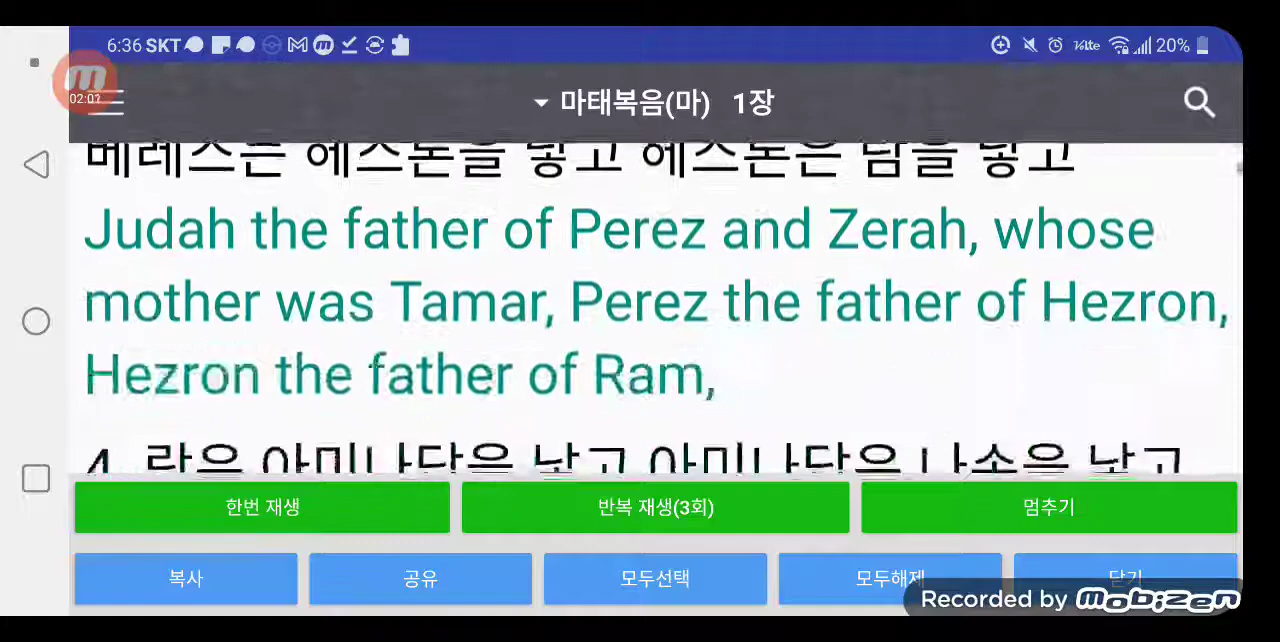 6:36 SKT
Volte 20%
m
02:02
마태복음(마) 1장
베레스는 헤스론을 낳고 헤스론은 람을 낳고
Judah the father of Perez and Zerah, whose
mother was Tamar, Perez the father of Hezron,
Hezron the father of Ram,
4 람은 아미나답을 낳고 아미나답은 나손을 낳고
한번 재생
반복 재생(3회)
멈추기
복사
공유
모두선택
모두해제
닫기
Recorded by mobizen